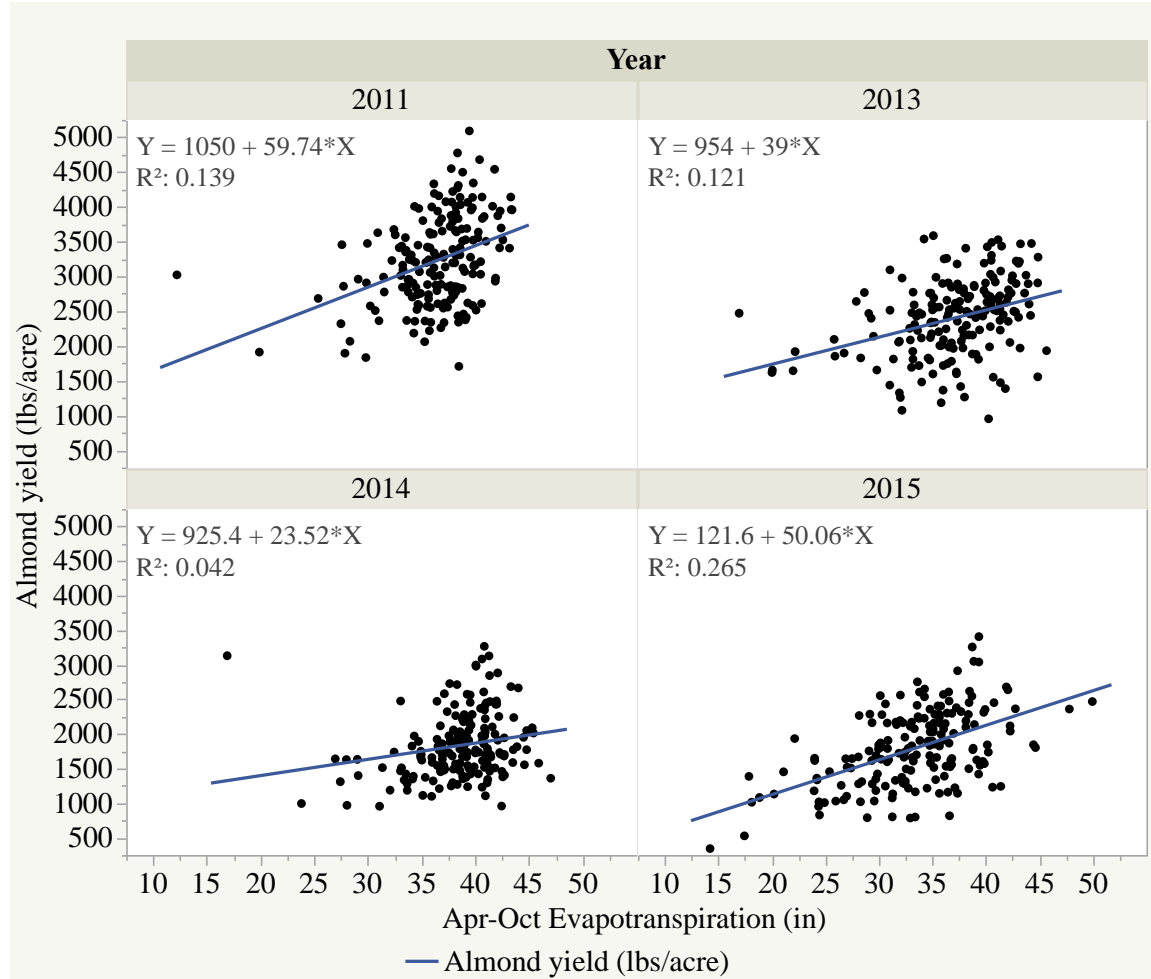 Year
2011
2013
Y = 1050 + 59.74*X
R²: 0.139
Y = 954 + 39*X
R²: 0.121
5000
4500
4000
3500
3000
2500
2000
1500
1000
500
2014
2015
Y = 925.4 + 23.52*X
R²: 0.042
Y = 121.6 + 50.06*X
R²: 0.265
5000
4500
4000
3500
3000
2500
2000
1500
1000
500
Almond yield (lbs/acre)
10 15 20 25 30 35 40 45 50
10 15 20 25 30 35 40 45 50
Apr-Oct Evapotranspiration (in)
Almond yield (lbs/acre)